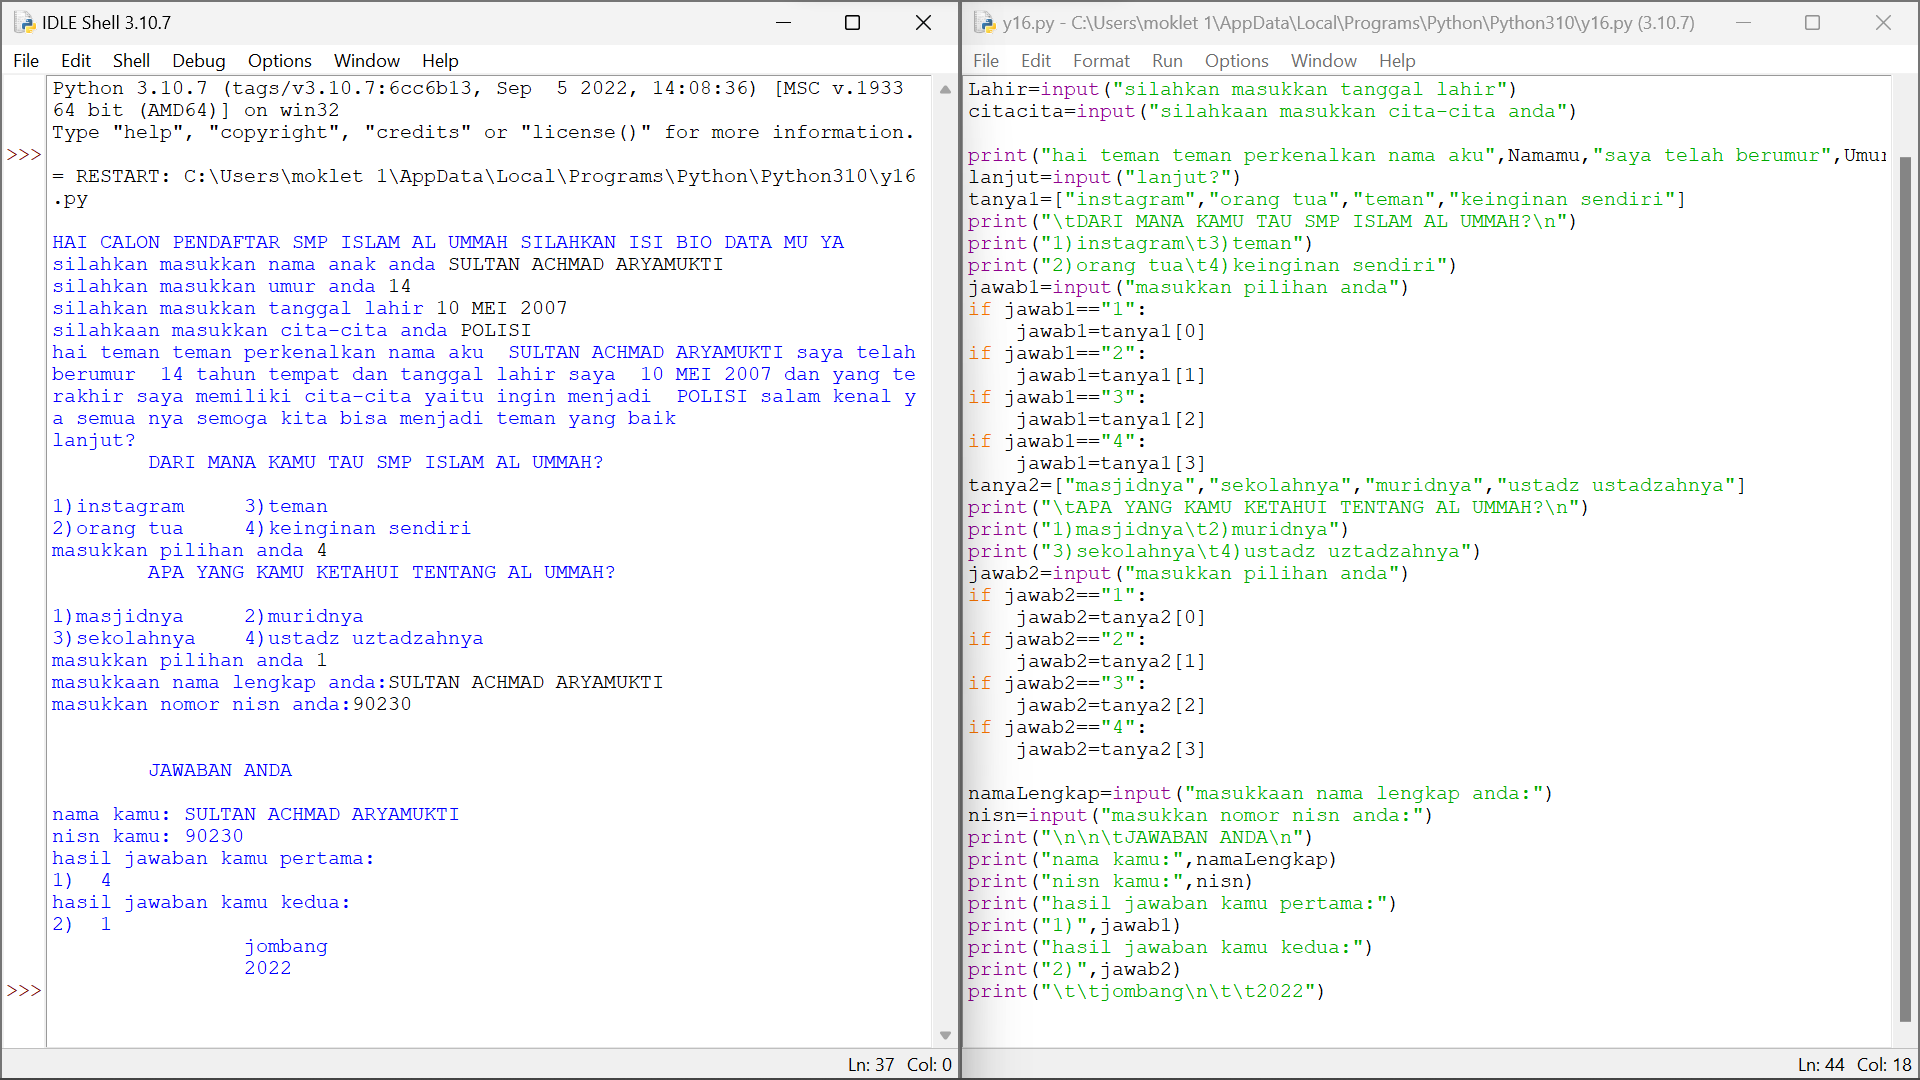 IDLE Shell 3.10.7
File Edit Shell Debug Options Window Help
Python 3.10.7 (tags/v3.10.7:6cc6b13, Sep  5 2022, 14:08:36) [MSC v.1933
64 bit (AMD64)] on win32
Type "help", "copyright", "credits" or "license()" for more information.
>>>
= RESTART: C:\Users\moklet 1\AppData\Local\Programs\Python\Python310\y16
.py
HAI CALON PENDAFTAR SMP ISLAM AL UMMAH SILAHKAN ISI BIO DATA MU YA
silahkan masukkan nama anak anda SULTAN ACHMAD ARYAMUKTI
silahkan masukkan umur anda 14
silahkan masukkan tanggal lahir 10 MEI 2007
silahkaan masukkan cita-cita anda POLISI
hai teman teman perkenalkan nama aku  SULTAN ACHMAD ARYAMUKTI saya telah
berumur  14 tahun tempat dan tanggal lahir saya  10 MEI 2007 dan yang te
rakhir saya memiliki cita-cita yaitu ingin menjadi  POLISI salam kenal y
a semua nya semoga kita bisa menjadi teman yang baik
lanjut?
DARI MANA KAMU TAU SMP ISLAM AL UMMAH?
1)instagram     3)teman
2)orang tua     4)keinginan sendiri
masukkan pilihan anda 4
APA YANG KAMU KETAHUI TENTANG AL UMMAH?
1)masjidnya     2)muridnya
3)sekolahnya    4)ustadz uztadzahnya
masukkan pilihan anda 1
masukkaan nama lengkap anda:SULTAN ACHMAD ARYAMUKTI
masukkan nomor nisn anda:90230
JAWABAN ANDA
nama kamu: SULTAN ACHMAD ARYAMUKTI
nisn kamu: 90230
hasil jawaban kamu pertama:
1)  4
hasil jawaban kamu kedua:
2)  1
jombang
2022
>>>
Ln: 37 Col: 0
y16.py - C:\Users\moklet 1\AppData\Local\Programs\Python\Python310\y16.py (3.10.7)
File Edit Format Run Options Window Help
Lahir=input("silahkan masukkan tanggal lahir")
citacita=input("silahkaan masukkan cita-cita anda")
print("hai teman teman perkenalkan nama aku",Namamu,"saya telah berumur",Umur
lanjut=input("lanjut?")
tanya1=["instagram","orang tua","teman","keinginan sendiri"]
print("\tDARI MANA KAMU TAU SMP ISLAM AL UMMAH?\n")
print("1)instagram\t3)teman")
print("2)orang tua\t4)keinginan sendiri")
jawab1=input("masukkan pilihan anda")
if jawab1=="1":
    jawab1=tanya1[0]
if jawab1=="2":
    jawab1=tanya1[1]
if jawab1=="3":
    jawab1=tanya1[2]
if jawab1=="4":
    jawab1=tanya1[3]
tanya2=["masjidnya","sekolahnya","muridnya","ustadz ustadzahnya"]
print("\tAPA YANG KAMU KETAHUI TENTANG AL UMMAH?\n")
print("1)masjidnya\t2)muridnya")
print("3)sekolahnya\t4)ustadz uztadzahnya")
jawab2=input("masukkan pilihan anda")
if jawab2=="1":
    jawab2=tanya2[0]
if jawab2=="2":
    jawab2=tanya2[1]
if jawab2=="3":
    jawab2=tanya2[2]
if jawab2=="4":
    jawab2=tanya2[3]
namaLengkap=input("masukkaan nama lengkap anda:")
nisn=input("masukkan nomor nisn anda:")
print("\n\n\tJAWABAN ANDA\n")
print("nama kamu:",namaLengkap)
print("nisn kamu:",nisn)
print("hasil jawaban kamu pertama:")
print("1)",jawab1)
print("hasil jawaban kamu kedua:")
print("2)",jawab2)
print("\t\tjombang\n\t\t2022")
Ln: 44 Col: 18